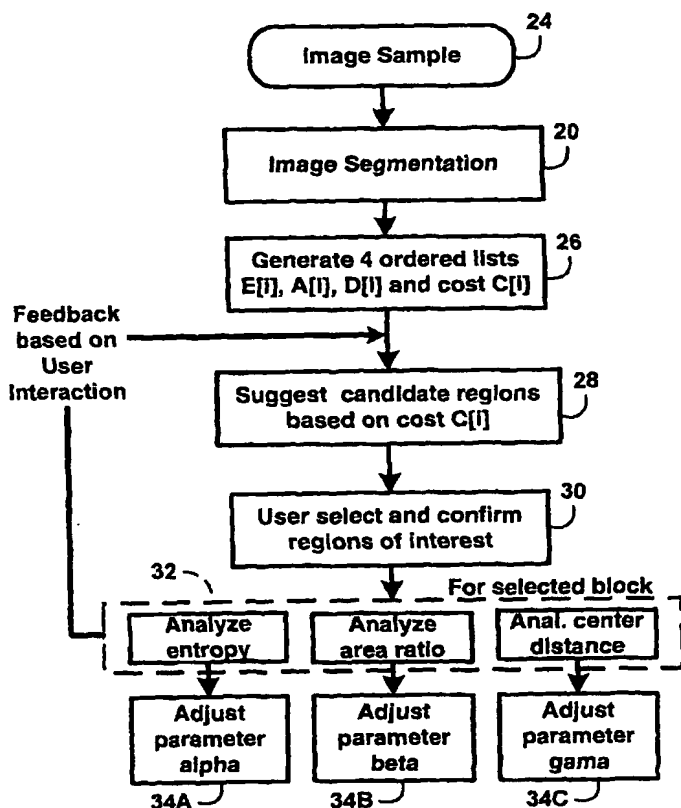 24
Image Sample
20
Image Segmentation
26
Generate 4 ordered lists
E[i], A[i], D[i] and cost C[i]
Feedback
based on
User
Interaction
28
Suggest candidate regions
based on cost C[i]
30
User select and confirm
regions of interest
32
For selected block
Analyze
entropy
Analyze
area ratio
Anal. center
distance
Adjust
parameter
alpha
Adjust
parameter
beta
Adjust
parameter
gama
34A
34B
34C